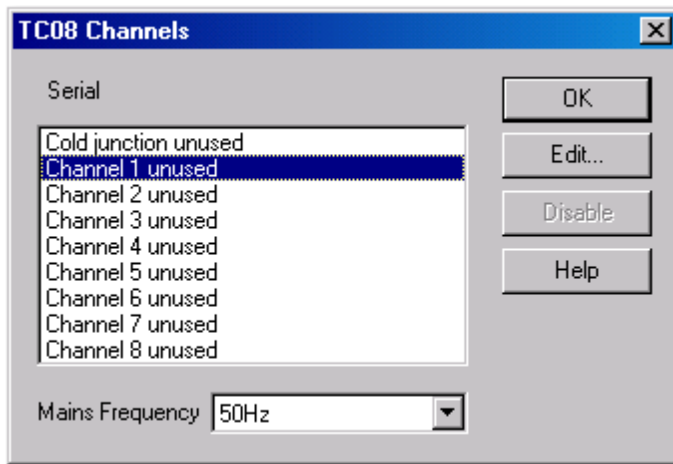 TC08 Channels
Serial
Cold junction unused
Channel 1 unused
Channel 2 unused
Channel 3 unused
Channel 4 unused
Channel 5 unused
Channel 6 unused
Channel 7 unused
Channel 8 unused
OK
Edit...
Disable
Help
Mains Frequency 50Hz